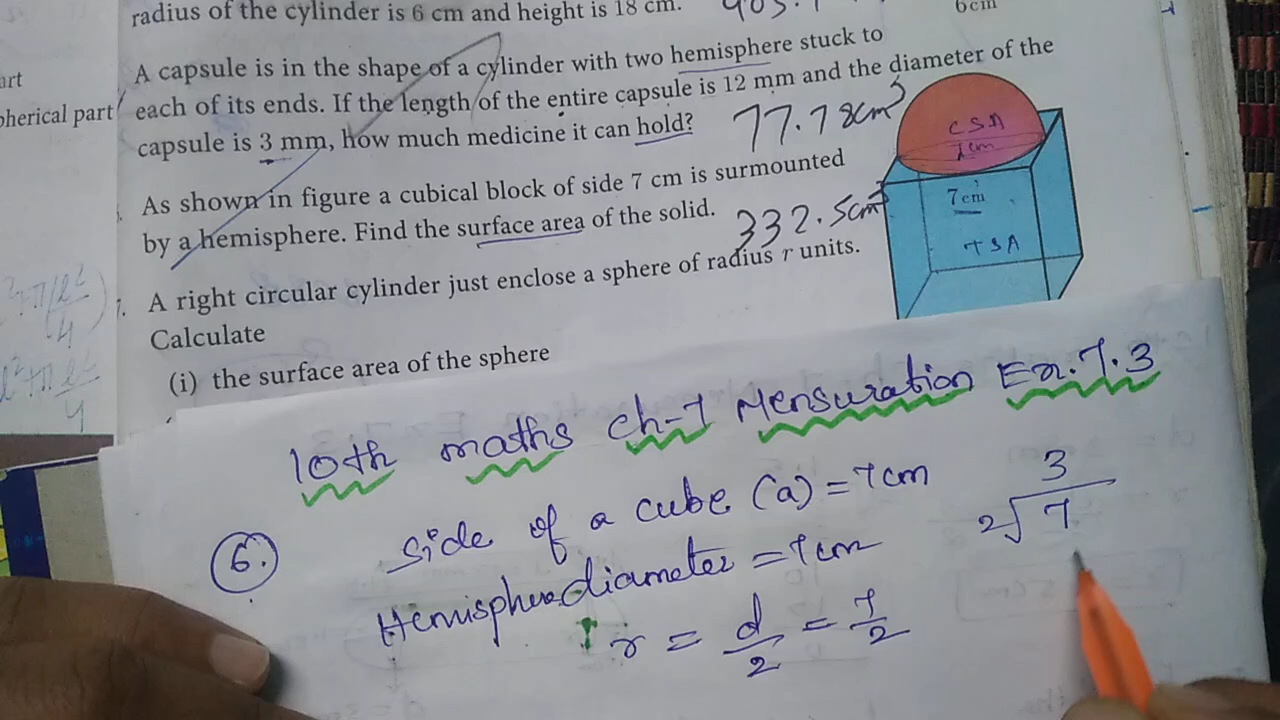 radius of the cylinder is 6 cm and height is 18 cm.
6cm
art
A capsule is in the shape of a cylinder with two hemisphere stuck to
pherical part
each of its ends. If the length of the entire capsule is 12 mm and the diameter of the
capsule is 3 mm, how much medicine it can hold? 77.78cm³
CSA
7cm
As shown in figure a cubical block of side 7 cm is surmounted
7cm
by a hemisphere. Find the surface area of the solid. 332.5cm²
TSA
7. A right circular cylinder just enclose a sphere of radius r units.
Calculate
(i) the surface area of the sphere
10th maths ch-7 Mensuration Ex.7.3
6. Side of a cube (a) = 7cm
Hemisphere diameter = 7cm
r = d/2 = 7/2
3
2√7